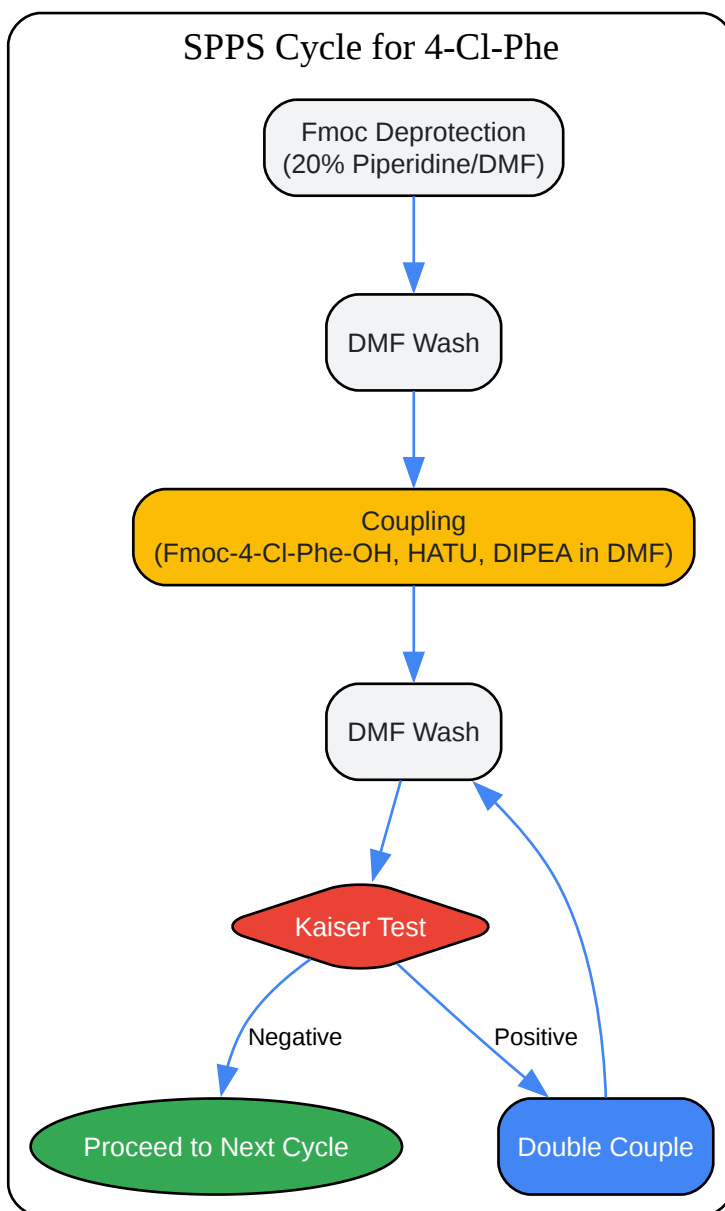 SPPS Cycle for 4-Cl-Phe
Fmoc Deprotection
(20% Piperidine/DMF)
DMF Wash
Coupling
(Fmoc-4-Cl-Phe-OH, HATU, DIPEA in DMF)
DMF Wash
Kaiser Test
Negative
Positive
Proceed to Next Cycle
Double Couple